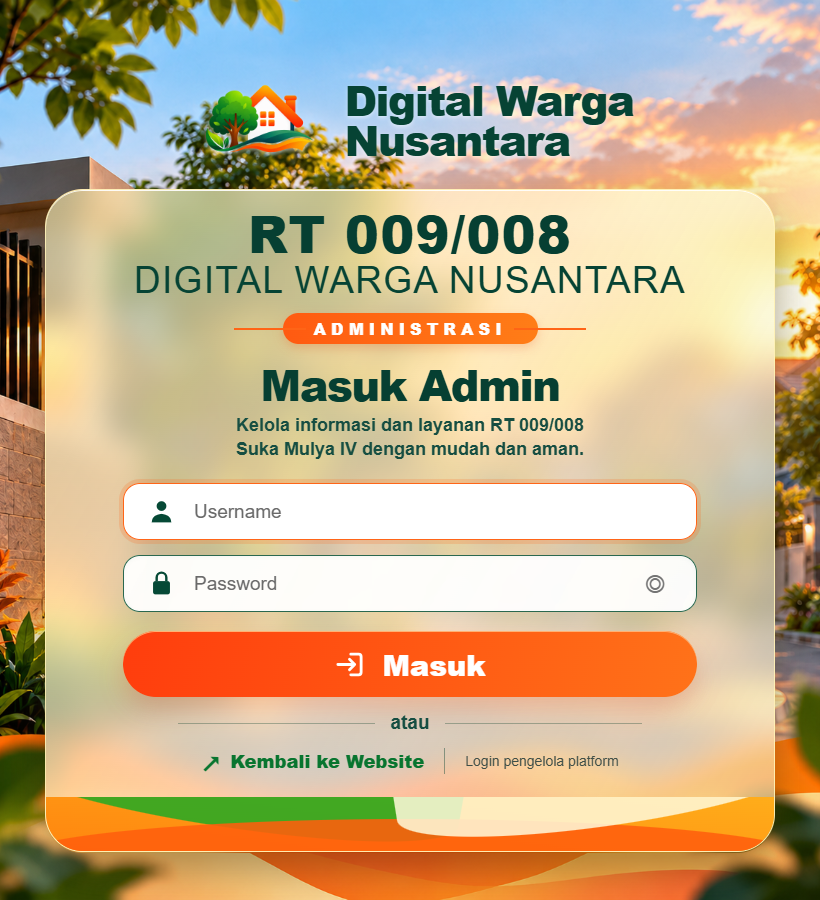 Digital Warga
Nusantara
RT 009/008
DIGITAL WARGA NUSANTARA
ADMINISTRASI
Masuk Admin
Kelola informasi dan layanan RT 009/008
Suka Mulya IV dengan mudah dan aman.
Username
Password
Masuk
atau
Kembali ke Website
Login pengelola platform